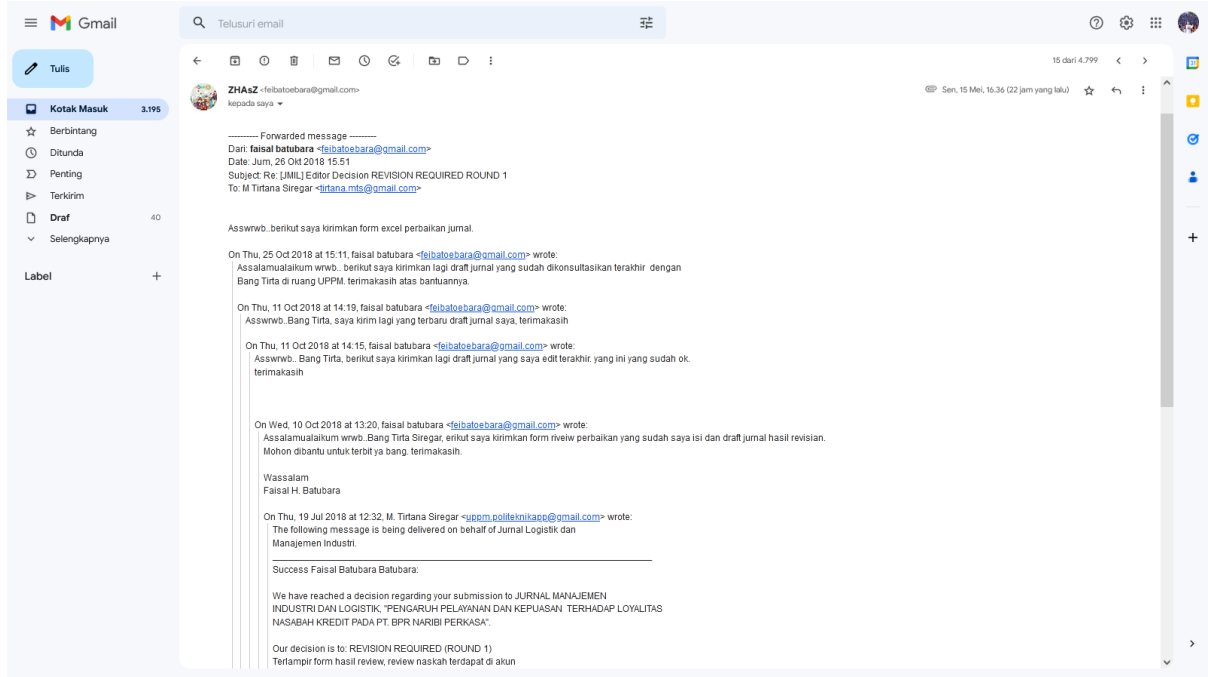 Gmail
Telusuri email
Tulis
15 dari 4.799
Kotak Masuk 3.195
Berbintang
Ditunda
Penting
Terkirim
Draf 40
Selengkapnya
Label
ZHAsZ <feibatoebara@gmail.com>
Sen, 15 Mei, 16.36 (22 jam yang lalu)
kepada saya
---------- Forwarded message ---------
Dari: faisal batubara <feibatoebara@gmail.com>
Date: Jum, 26 Okt 2018 15.51
Subject: Re: [JMIL] Editor Decision REVISION REQUIRED ROUND 1
To: M Tirtana Siregar <tirtana.mts@gmail.com>
Asswrwb..berikut saya kirimkan form excel perbaikan jurnal.
On Thu, 25 Oct 2018 at 15:11, faisal batubara <feibatoebara@gmail.com> wrote:
Assalamualaikum wrwb.. berikut saya kirimkan lagi draft jurnal yang sudah dikonsultasikan terakhir dengan
Bang Tirta di ruang UPPM. terimakasih atas bantuannya.
On Thu, 11 Oct 2018 at 14:19, faisal batubara <feibatoebara@gmail.com> wrote:
Asswrwb..Bang Tirta, saya kirim lagi yang terbaru draft jurnal saya, terimakasih
On Thu, 11 Oct 2018 at 14:15, faisal batubara <feibatoebara@gmail.com> wrote:
Asswrwb.. Bang Tirta, berikut saya kirimkan lagi draft jurnal yang saya edit terakhir. yang ini yang sudah ok.
terimakasih
On Wed, 10 Oct 2018 at 13:20, faisal batubara <feibatoebara@gmail.com> wrote:
Assalamualaikum wrwb..Bang Tirta Siregar, erikut saya kirimkan form riveiw perbaikan yang sudah saya isi dan draft jurnal hasil revisian.
Mohon dibantu untuk terbit ya bang. terimakasih.
Wassalam
Faisal H. Batubara
On Thu, 19 Jul 2018 at 12:32, M. Tirtana Siregar <uppm.politeknikapp@gmail.com> wrote:
The following message is being delivered on behalf of Jurnal Logistik dan
Manajemen Industri.
Success Faisal Batubara Batubara:
We have reached a decision regarding your submission to JURNAL MANAJEMEN
INDUSTRI DAN LOGISTIK, "PENGARUH PELAYANAN DAN KEPUASAN TERHADAP LOYALITAS
NASABAH KREDIT PADA PT. BPR NARIBI PERKASA".
Our decision is to: REVISION REQUIRED (ROUND 1)
Terlampir form hasil review, review naskah terdapat di akun